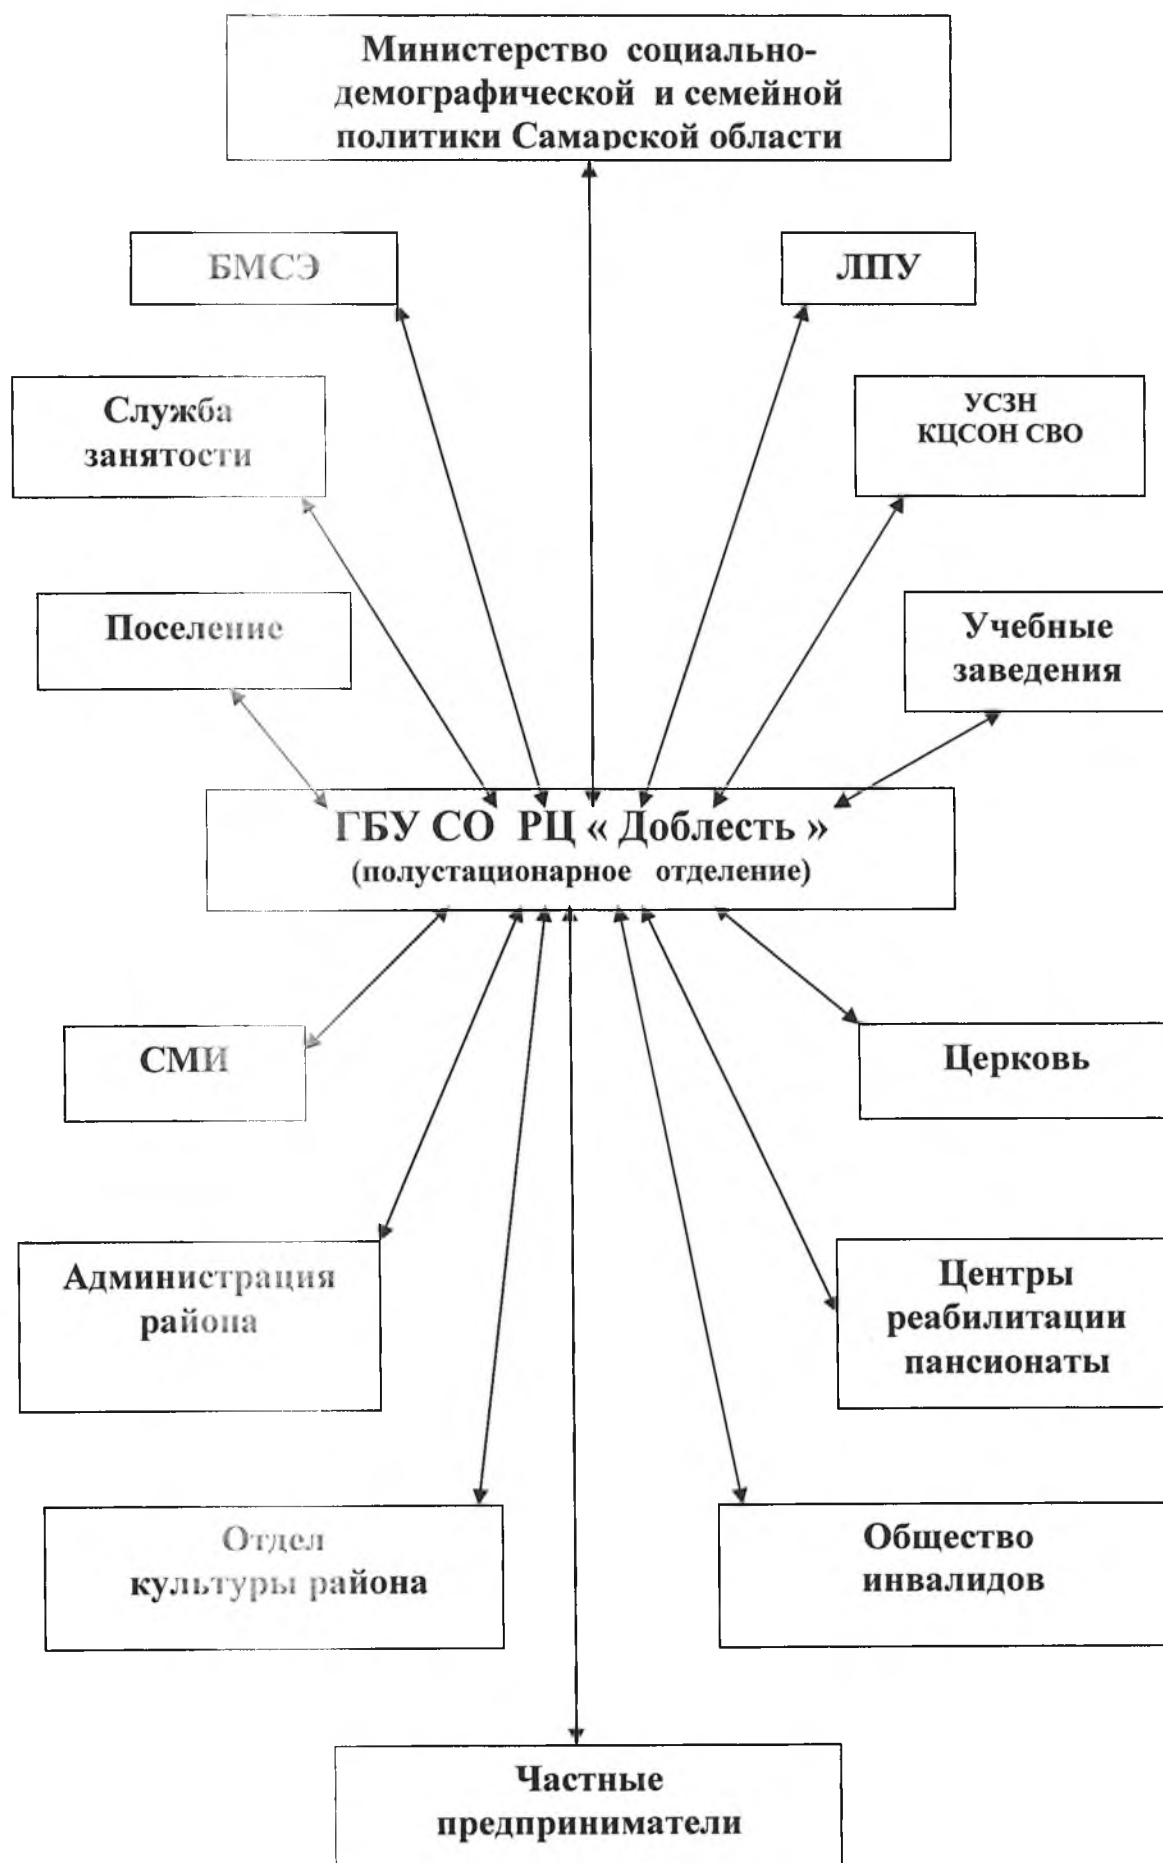 Министерство социально-
демографической и семейной
политики Самарской области
БМСЭ
ЛПУ
Служба
занятости
УСЗН
КЦСОН СВО
Поселение
Учебные
заведения
ГБУ СО РЦ « Доблесть »
(полустационарное отделение)
СМИ
Церковь
Администрация
района
Центры
реабилитации
пансионаты
Отдел
культуры района
Общество
инвалидов
Частные
предприниматели